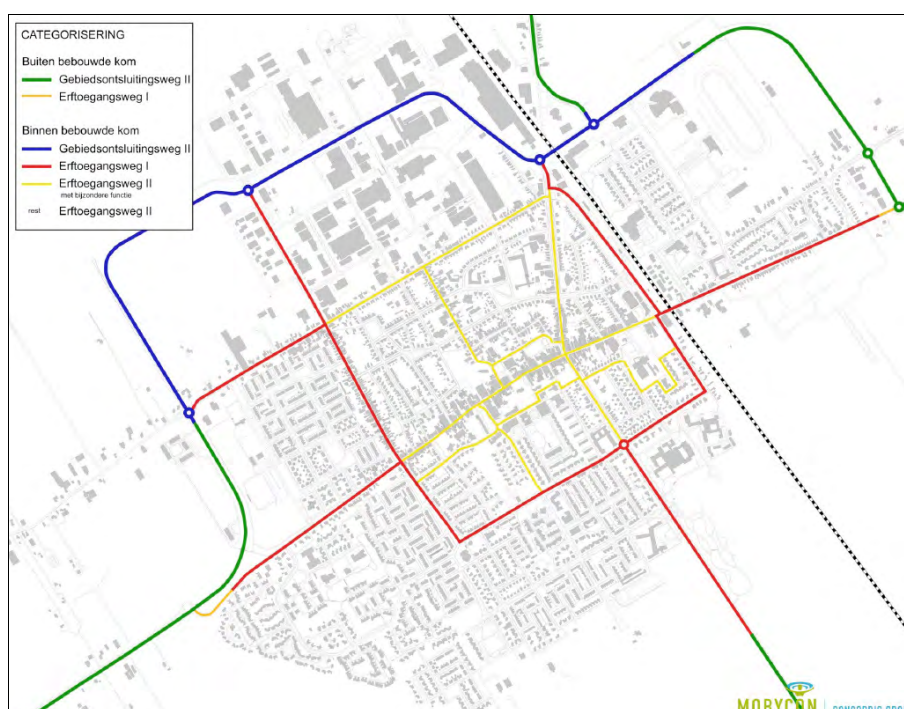 CATEGORISERING
Buiten bebouwde kom
Gebiedsontsluitingsweg II
Erftoegangsweg I
Binnen bebouwde kom
Gebiedsontsluitingsweg II
Erftoegangsweg I
Erftoegangsweg II
met bijzondere functie
rest Erftoegangsweg II
MOBYCON